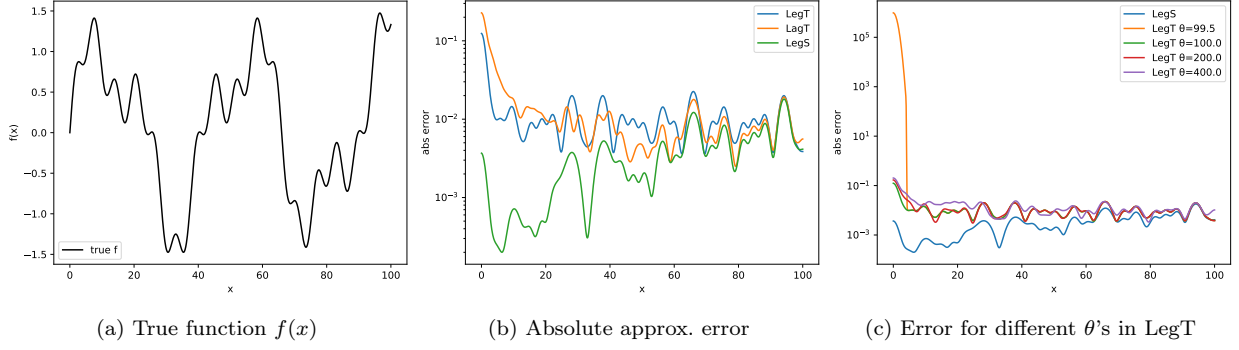 1.5
1.0
0.5
0.0
−0.5
−1.0
−1.5
f(x)
true f
0 20 40 60 80 100
x
(a) True function f(x)
10⁻¹
10⁻²
10⁻³
abs error
LegT
LagT
LegS
0 20 40 60 80 100
x
(b) Absolute approx. error
10⁵
10³
10¹
10⁻¹
10⁻³
abs error
LegS
LegT θ=99.5
LegT θ=100.0
LegT θ=200.0
LegT θ=400.0
0 20 40 60 80 100
x
(c) Error for different θ's in LegT